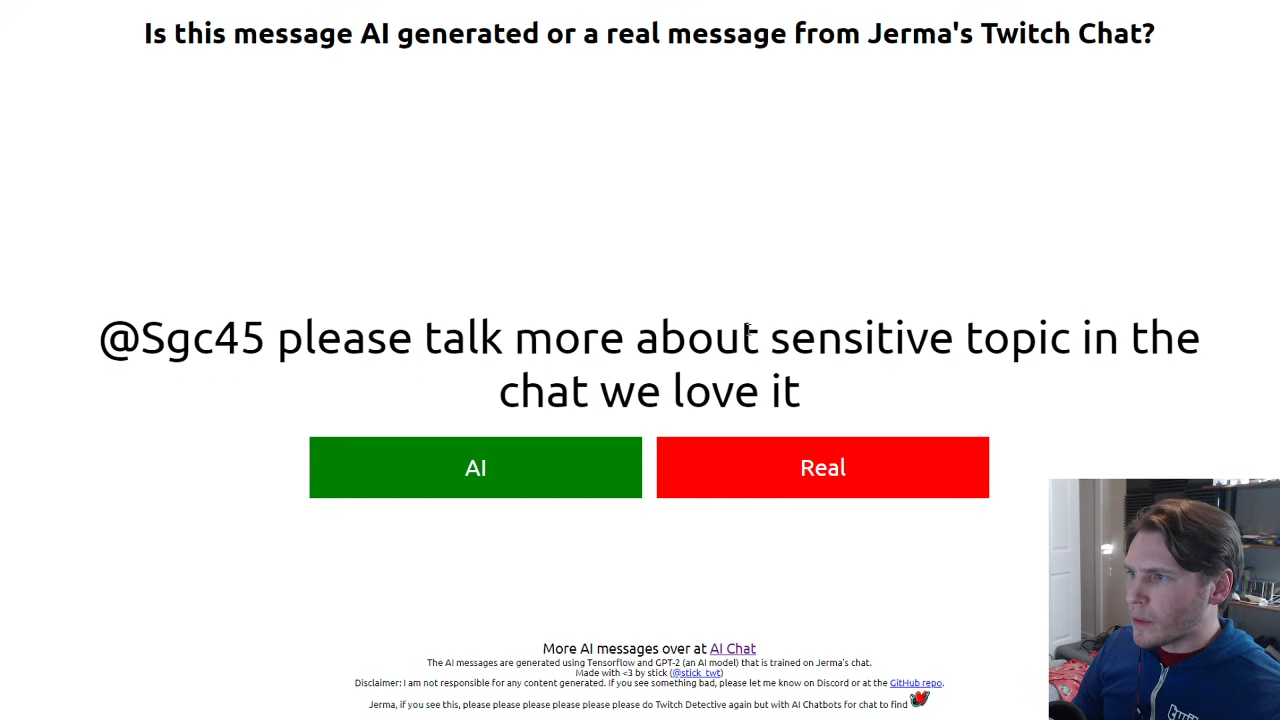 Is this message AI generated or a real message from Jerma's Twitch Chat?
@Sgc45 please talk more about sensitive topic in the
chat we love it
AI
Real
More AI messages over at AI Chat
The AI messages are generated using Tensorflow and GPT-2 (an AI model) that is trained on Jerma's chat.
Made with <3 by stick (@stick_twt)
Disclaimer: I am not responsible for any content generated. If you see something bad, please let me know on Discord or at the GitHub repo.
Jerma, if you see this, please please please please please please do Twitch Detective again but with AI Chatbots for chat to find